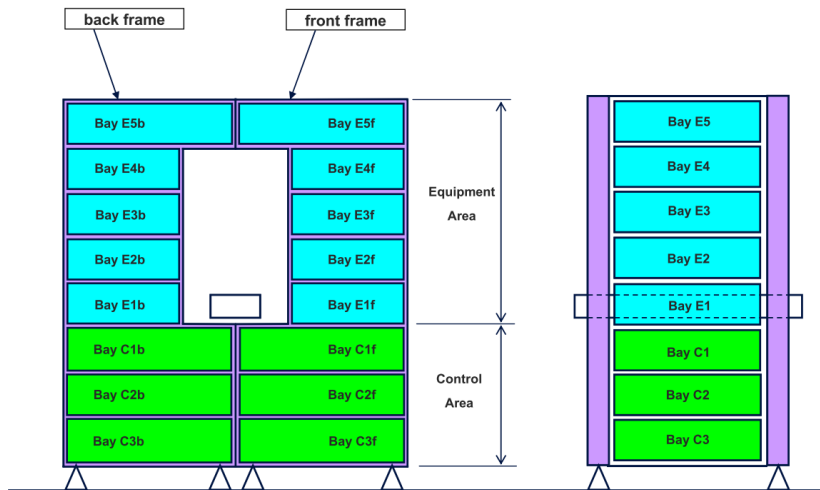 back frame
front frame
Bay E5b
Bay E5f
Bay E4b
Bay E4f
Bay E3b
Bay E3f
Bay E2b
Bay E2f
Bay E1b
Bay E1f
Bay C1b
Bay C1f
Bay C2b
Bay C2f
Bay C3b
Bay C3f
Equipment
Area
Control
Area
Bay E5
Bay E4
Bay E3
Bay E2
Bay E1
Bay C1
Bay C2
Bay C3